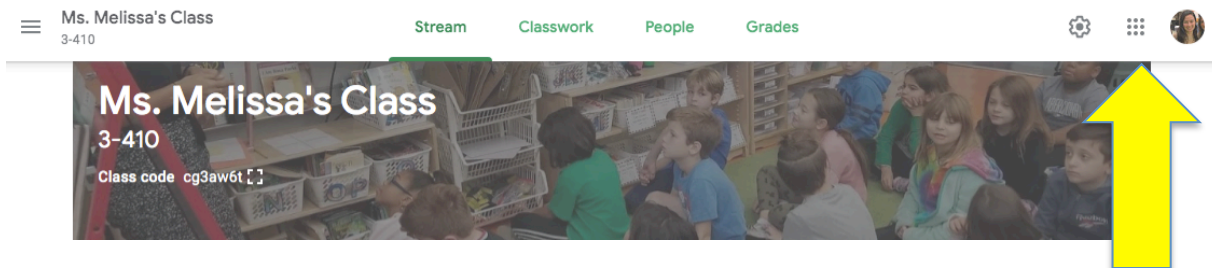 Ms. Melissa's Class
3-410
Stream Classwork People Grades
Ms. Melissa's Class
3-410
Class code cg3aw6t